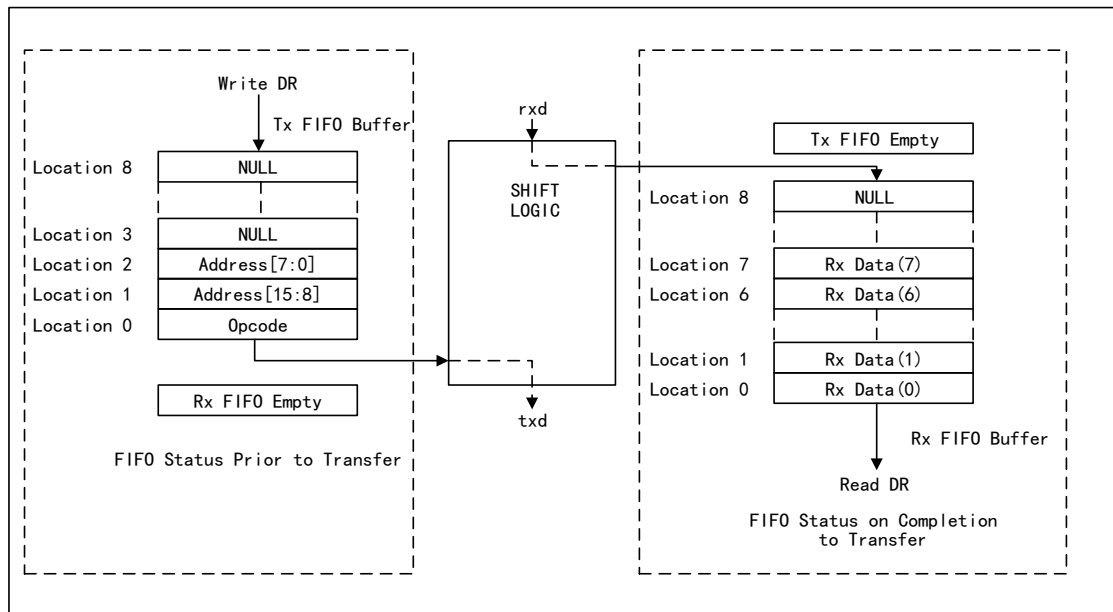 Write DR
Tx FIFO Buffer
Location 8
NULL
Location 3
NULL
Location 2
Address[7:0]
Location 1
Address[15:8]
Location 0
Opcode
Rx FIFO Empty
FIFO Status Prior to Transfer
rxd
SHIFT
LOGIC
txd
Tx FIFO Empty
Location 8
NULL
Location 7
Rx Data(7)
Location 6
Rx Data(6)
Location 1
Rx Data(1)
Location 0
Rx Data(0)
Rx FIFO Buffer
Read DR
FIFO Status on Completion
to Transfer